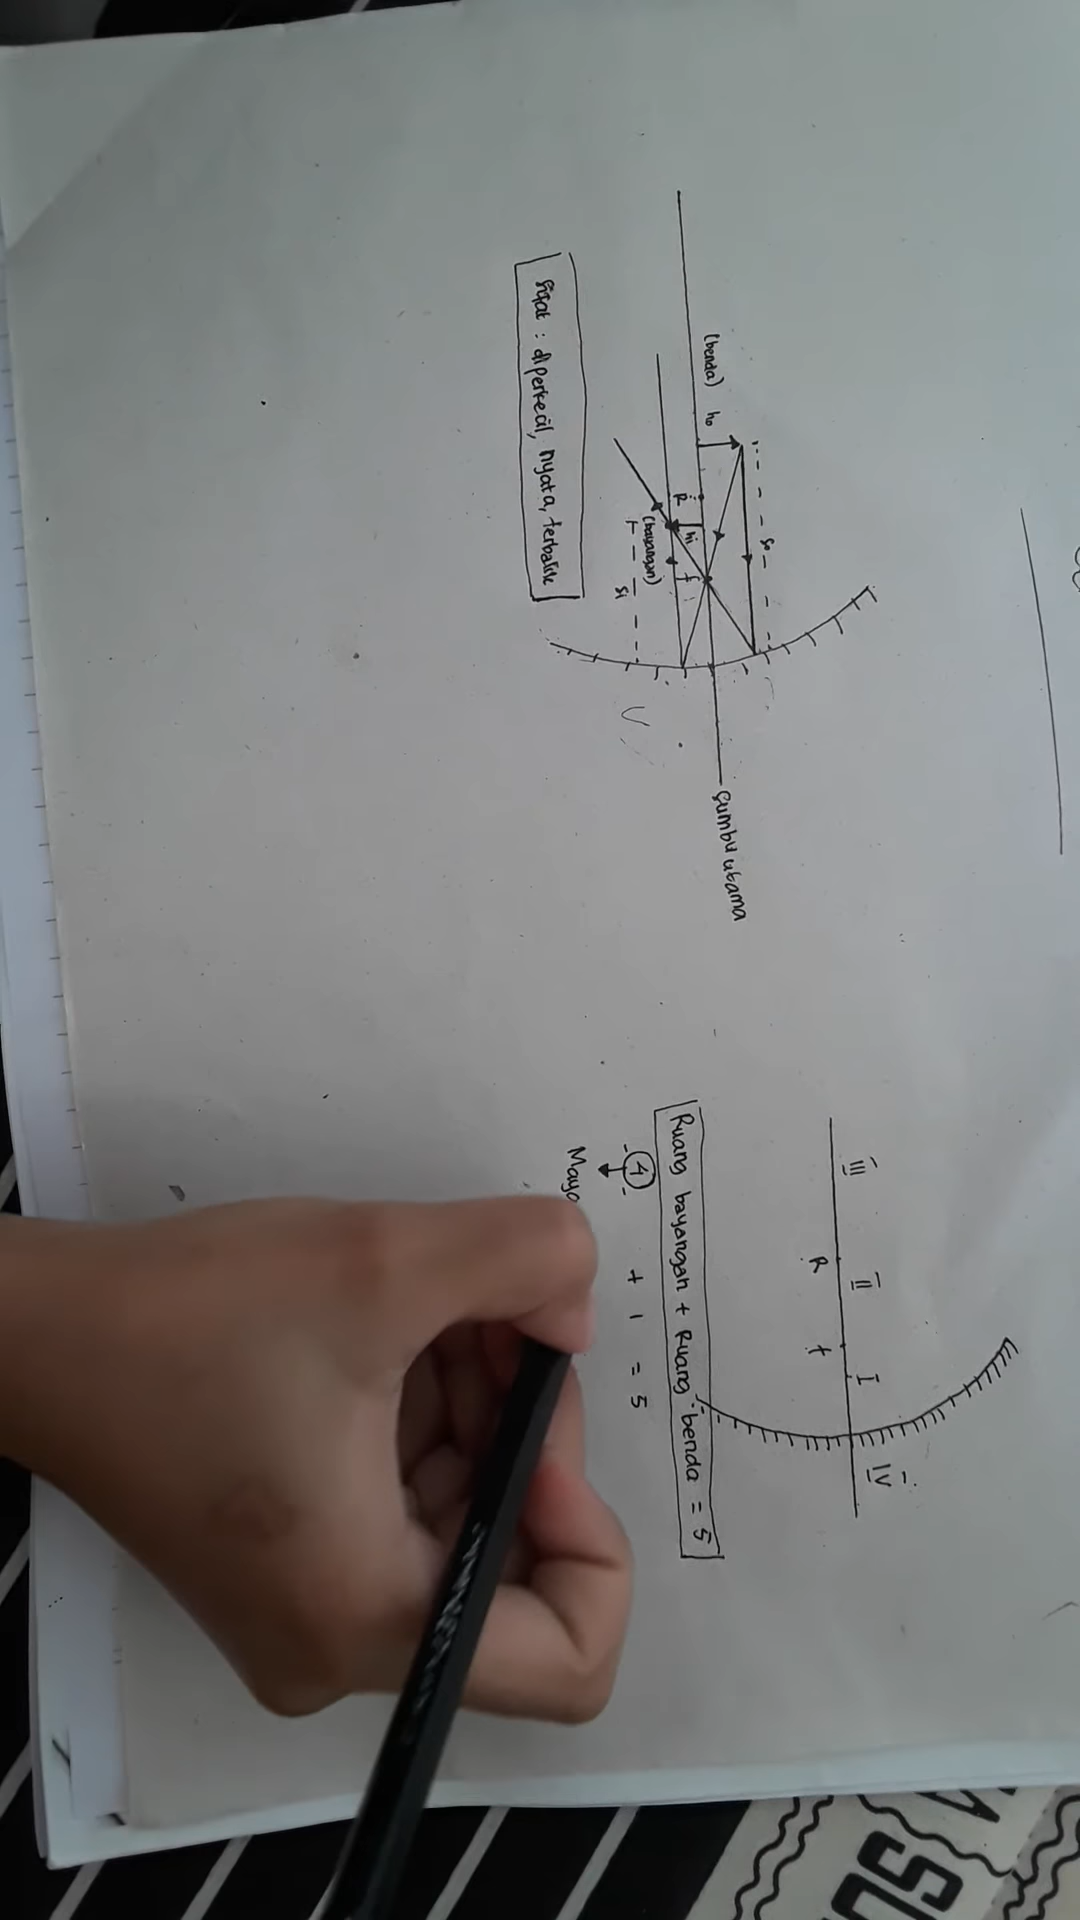 So
(benda) ho
R
hi
f
(bayangan)
si
sumbu utama
Sifat : diperkecil, nyata, terbalik
III II I IV
R f
Ruang bayangan + Ruang benda = 5
4 + 1 = 5
Maya
SU